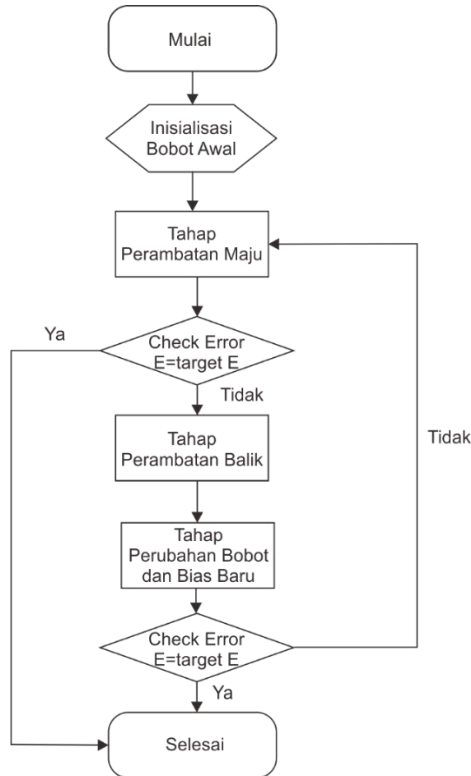 Mulai
Inisialisasi
Bobot Awal
Tahap
Perambatan Maju
Ya
Check Error
E=target E
Tidak
Tahap
Perambatan Balik
Tidak
Tahap
Perubahan Bobot
dan Bias Baru
Check Error
E=target E
Ya
Selesai